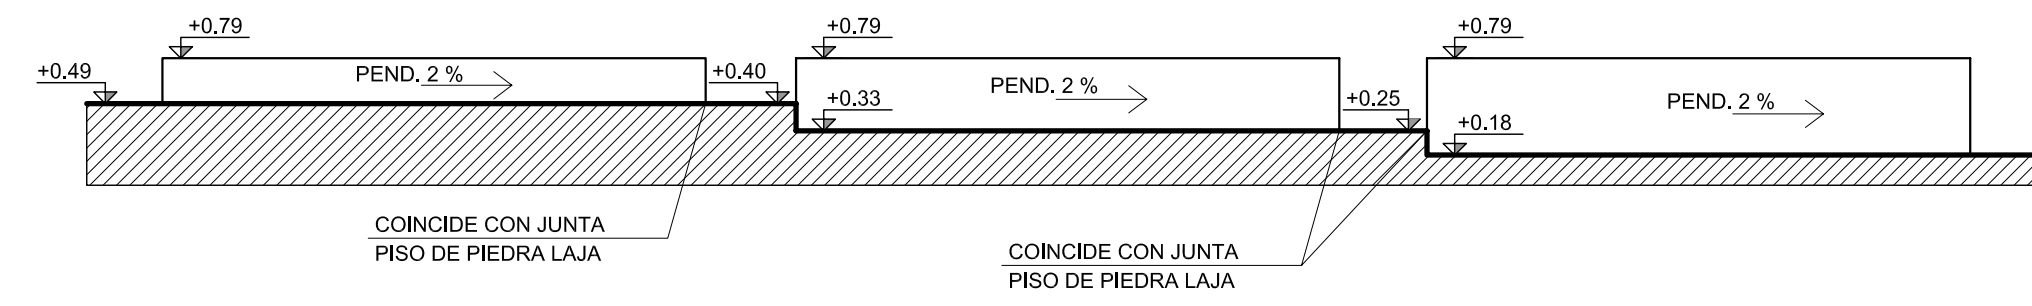 +0.79
+0.79
+0.79
+0.49
PEND. 2 %
+0.40
PEND. 2 %
+0.33
+0.25
PEND. 2 %
+0.18
COINCIDE CON JUNTA
PISO DE PIEDRA LAJA
COINCIDE CON JUNTA
PISO DE PIEDRA LAJA